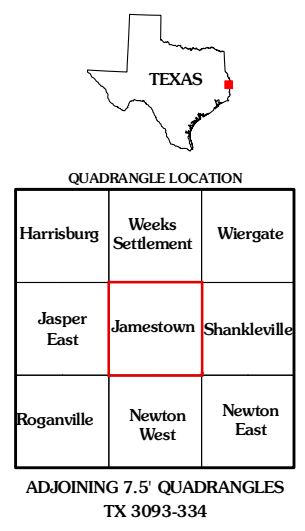 TEXAS
QUADRANGLE LOCATION
Harrisburg
Weeks
Settlement
Wiergate
Jasper
East
Jamestown
Shankleville
Roganville
Newton
West
Newton
East
ADJOINING 7.5' QUADRANGLES
TX 3093-334